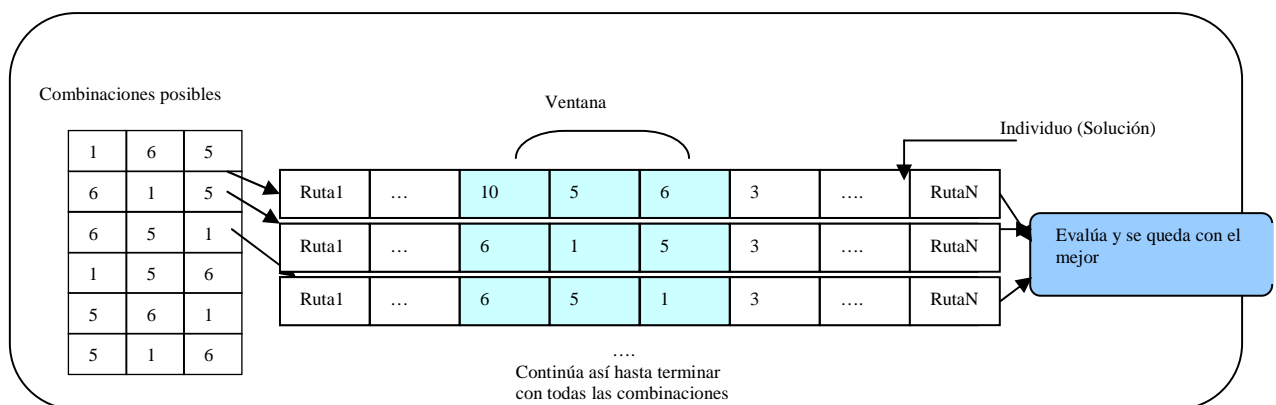 Combinaciones posibles
Ventana
Individuo (Solución)
1 6 5
6 1 5
6 5 1
1 5 6
5 6 1
5 1 6
Ruta1 … 10 5 6 3 …. RutaN
Ruta1 … 6 1 5 3 …. RutaN
Ruta1 … 6 5 1 3 …. RutaN
Evalúa y se queda con el
mejor
….
Continúa así hasta terminar
con todas las combinaciones